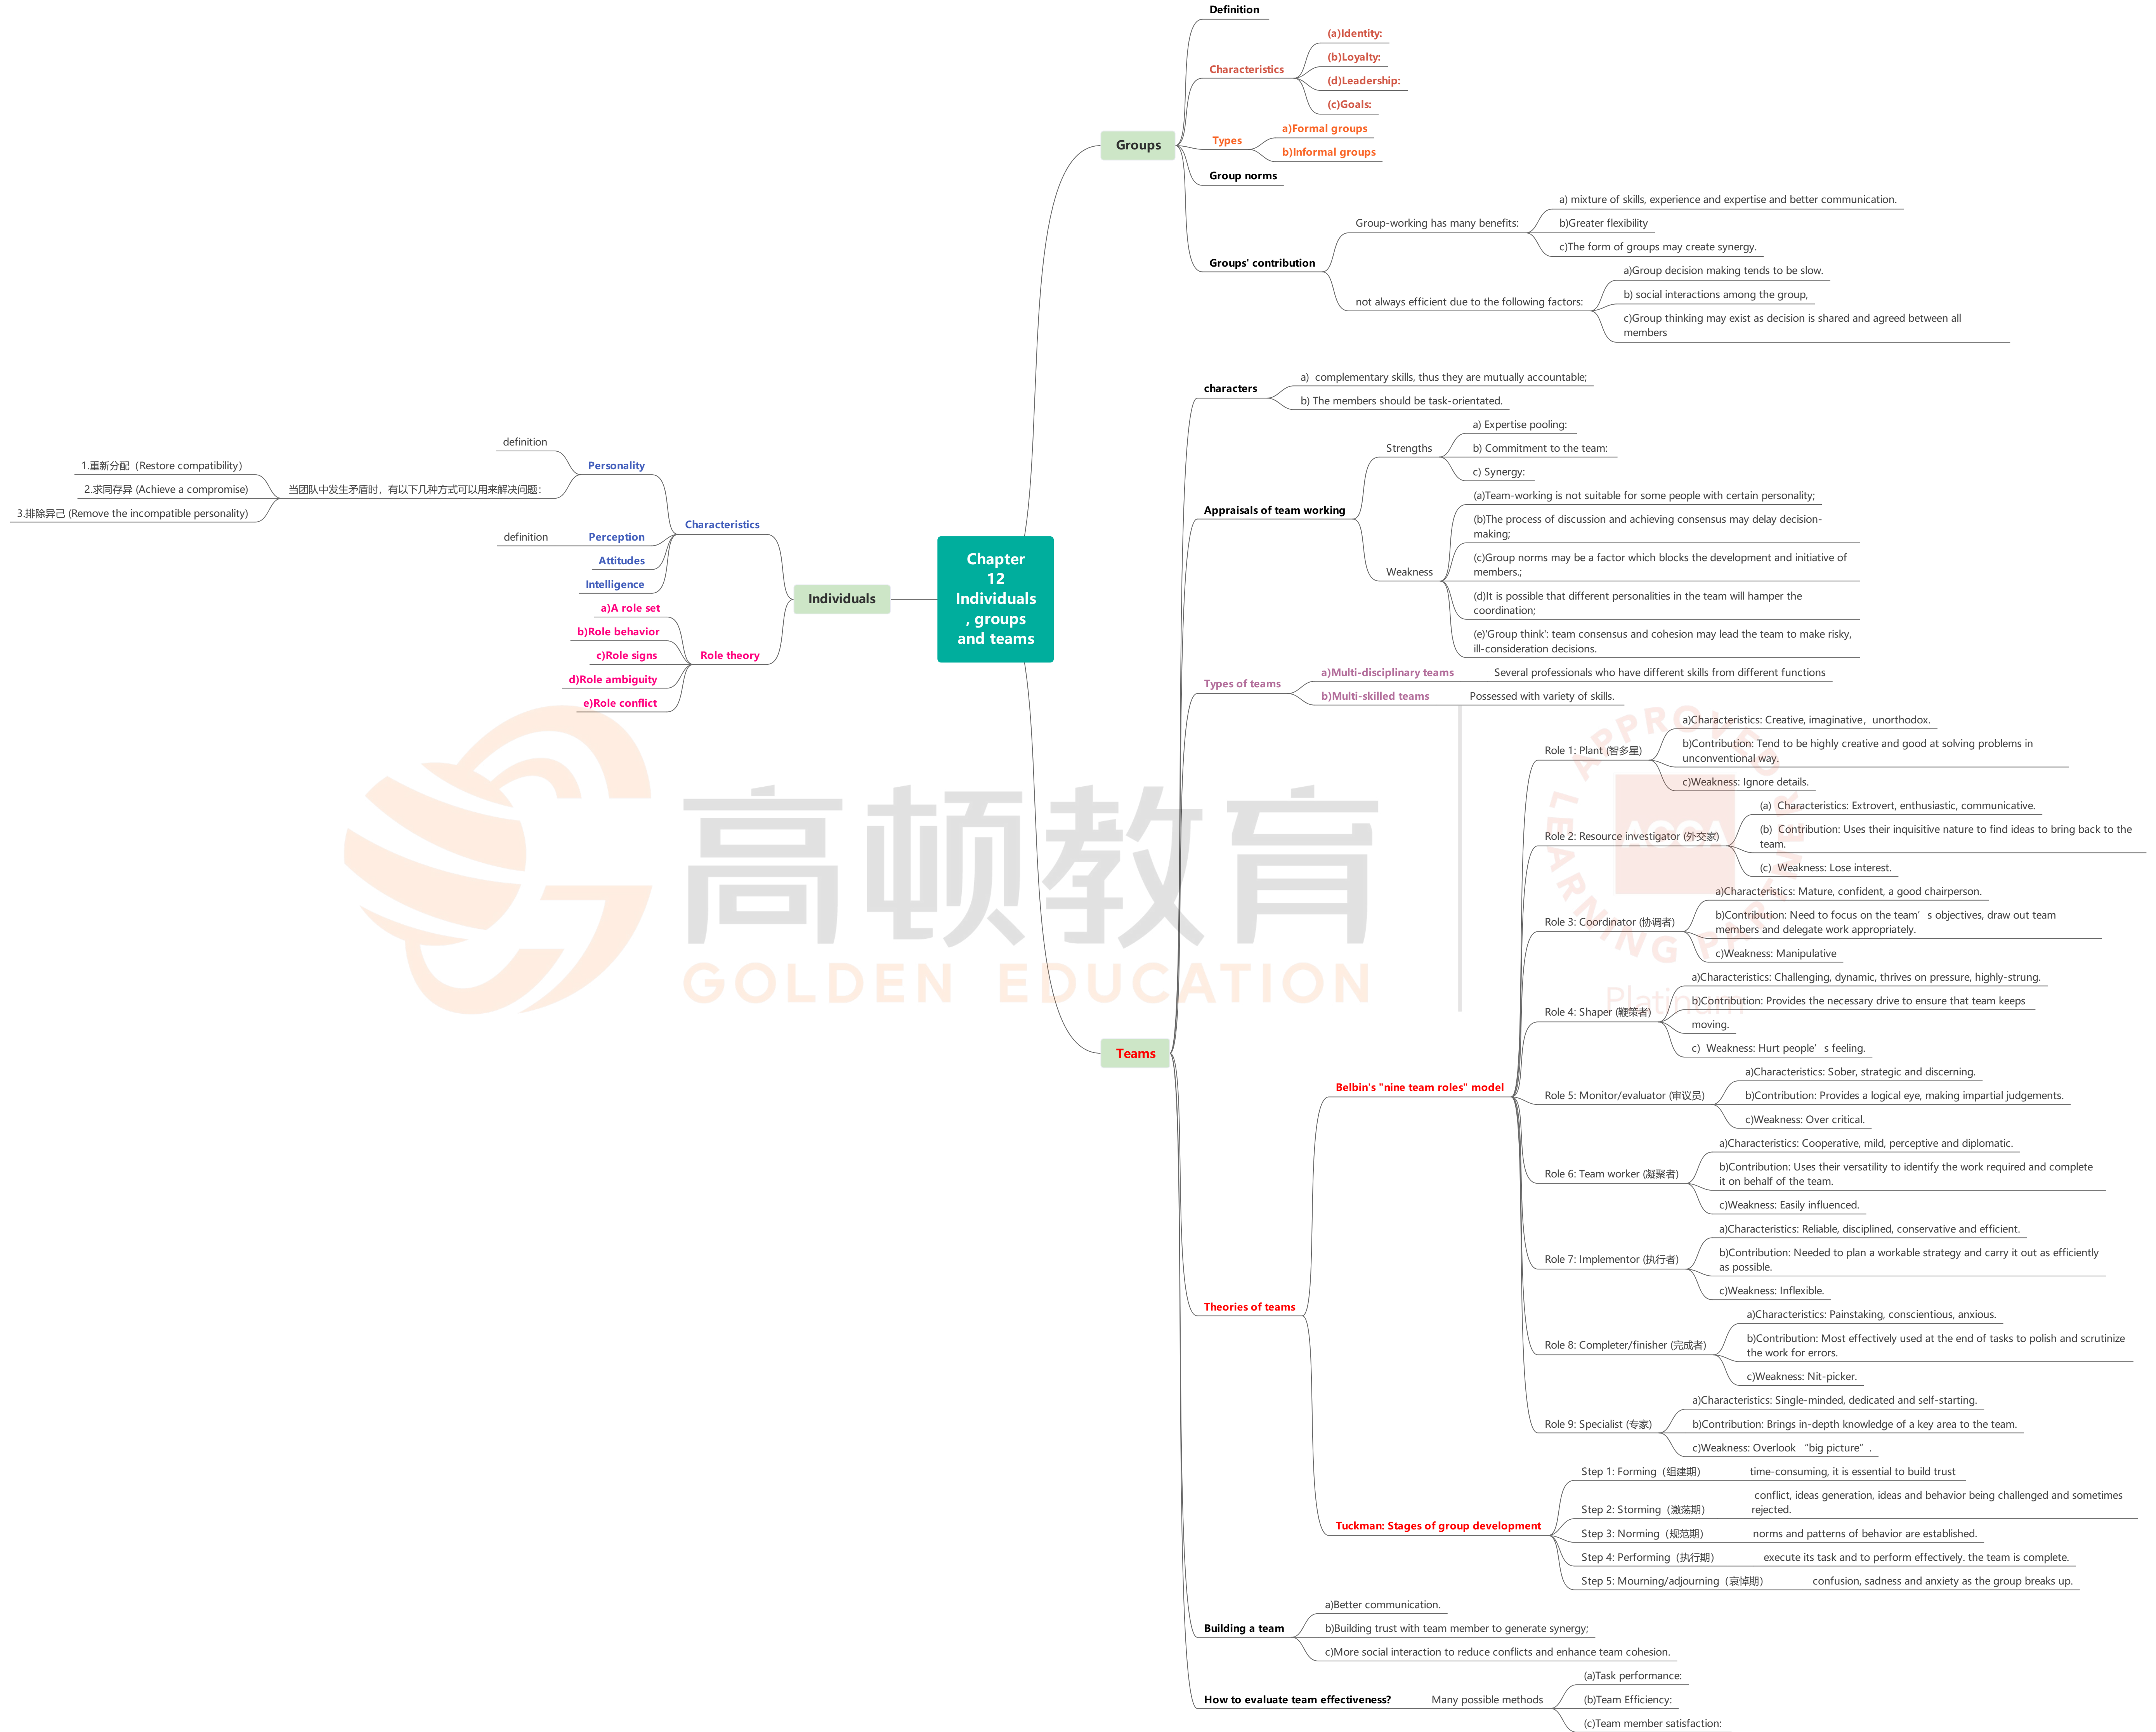 Chapter
12
Individuals
, groups
and teams
Groups
Definition
Characteristics
(a)Identity:
(b)Loyalty:
(d)Leadership:
(c)Goals:
Types
a)Formal groups
b)Informal groups
Group norms
Groups' contribution
Group-working has many benefits:
a) mixture of skills, experience and expertise and better communication.
b)Greater flexibility
c)The form of groups may create synergy.
not always efficient due to the following factors:
a)Group decision making tends to be slow.
b) social interactions among the group,
c)Group thinking may exist as decision is shared and agreed between all
members
Individuals
Characteristics
Personality
definition
当团队中发生矛盾时，有以下几种方式可以用来解决问题：
1.重新分配（Restore compatibility）
2.求同存异 (Achieve a compromise)
3.排除异己 (Remove the incompatible personality)
Perception
definition
Attitudes
Intelligence
Role theory
a)A role set
b)Role behavior
c)Role signs
d)Role ambiguity
e)Role conflict
Teams
characters
a)  complementary skills, thus they are mutually accountable;
b) The members should be task-orientated.
Appraisals of team working
Strengths
a) Expertise pooling:
b) Commitment to the team:
c) Synergy:
Weakness
(a)Team-working is not suitable for some people with certain personality;
(b)The process of discussion and achieving consensus may delay decision-
making;
(c)Group norms may be a factor which blocks the development and initiative of
members.;
(d)It is possible that different personalities in the team will hamper the
coordination;
(e)'Group think': team consensus and cohesion may lead the team to make risky,
ill-consideration decisions.
Types of teams
a)Multi-disciplinary teams
Several professionals who have different skills from different functions
b)Multi-skilled teams
Possessed with variety of skills.
Theories of teams
Belbin's "nine team roles" model
Role 1: Plant (智多星)
a)Characteristics: Creative, imaginative，unorthodox.
b)Contribution: Tend to be highly creative and good at solving problems in
unconventional way.
c)Weakness: Ignore details.
Role 2: Resource investigator (外交家)
(a)  Characteristics: Extrovert, enthusiastic, communicative.
(b)  Contribution: Uses their inquisitive nature to find ideas to bring back to the
team.
(c)  Weakness: Lose interest.
Role 3: Coordinator (协调者)
a)Characteristics: Mature, confident, a good chairperson.
b)Contribution: Need to focus on the team’s objectives, draw out team
members and delegate work appropriately.
c)Weakness: Manipulative
Role 4: Shaper (鞭策者)
a)Characteristics: Challenging, dynamic, thrives on pressure, highly-strung.
b)Contribution: Provides the necessary drive to ensure that team keeps
moving.
c)  Weakness: Hurt people’s feeling.
Role 5: Monitor/evaluator (审议员)
a)Characteristics: Sober, strategic and discerning.
b)Contribution: Provides a logical eye, making impartial judgements.
c)Weakness: Over critical.
Role 6: Team worker (凝聚者)
a)Characteristics: Cooperative, mild, perceptive and diplomatic.
b)Contribution: Uses their versatility to identify the work required and complete
it on behalf of the team.
c)Weakness: Easily influenced.
Role 7: Implementor (执行者)
a)Characteristics: Reliable, disciplined, conservative and efficient.
b)Contribution: Needed to plan a workable strategy and carry it out as efficiently
as possible.
c)Weakness: Inflexible.
Role 8: Completer/finisher (完成者)
a)Characteristics: Painstaking, conscientious, anxious.
b)Contribution: Most effectively used at the end of tasks to polish and scrutinize
the work for errors.
c)Weakness: Nit-picker.
Role 9: Specialist (专家)
a)Characteristics: Single-minded, dedicated and self-starting.
b)Contribution: Brings in-depth knowledge of a key area to the team.
c)Weakness: Overlook “big picture”.
Tuckman: Stages of group development
Step 1: Forming（组建期）
time-consuming, it is essential to build trust
Step 2: Storming（激荡期）
conflict, ideas generation, ideas and behavior being challenged and sometimes
rejected.
Step 3: Norming（规范期）
norms and patterns of behavior are established.
Step 4: Performing（执行期）
execute its task and to perform effectively. the team is complete.
Step 5: Mourning/adjourning（哀悼期）
confusion, sadness and anxiety as the group breaks up.
Building a team
a)Better communication.
b)Building trust with team member to generate synergy;
c)More social interaction to reduce conflicts and enhance team cohesion.
How to evaluate team effectiveness?
Many possible methods
(a)Task performance:
(b)Team Efficiency:
(c)Team member satisfaction:
高顿教育
GOLDEN EDUCATION
APPROVED
LEARNING PARTNER
ACCA
Platinum